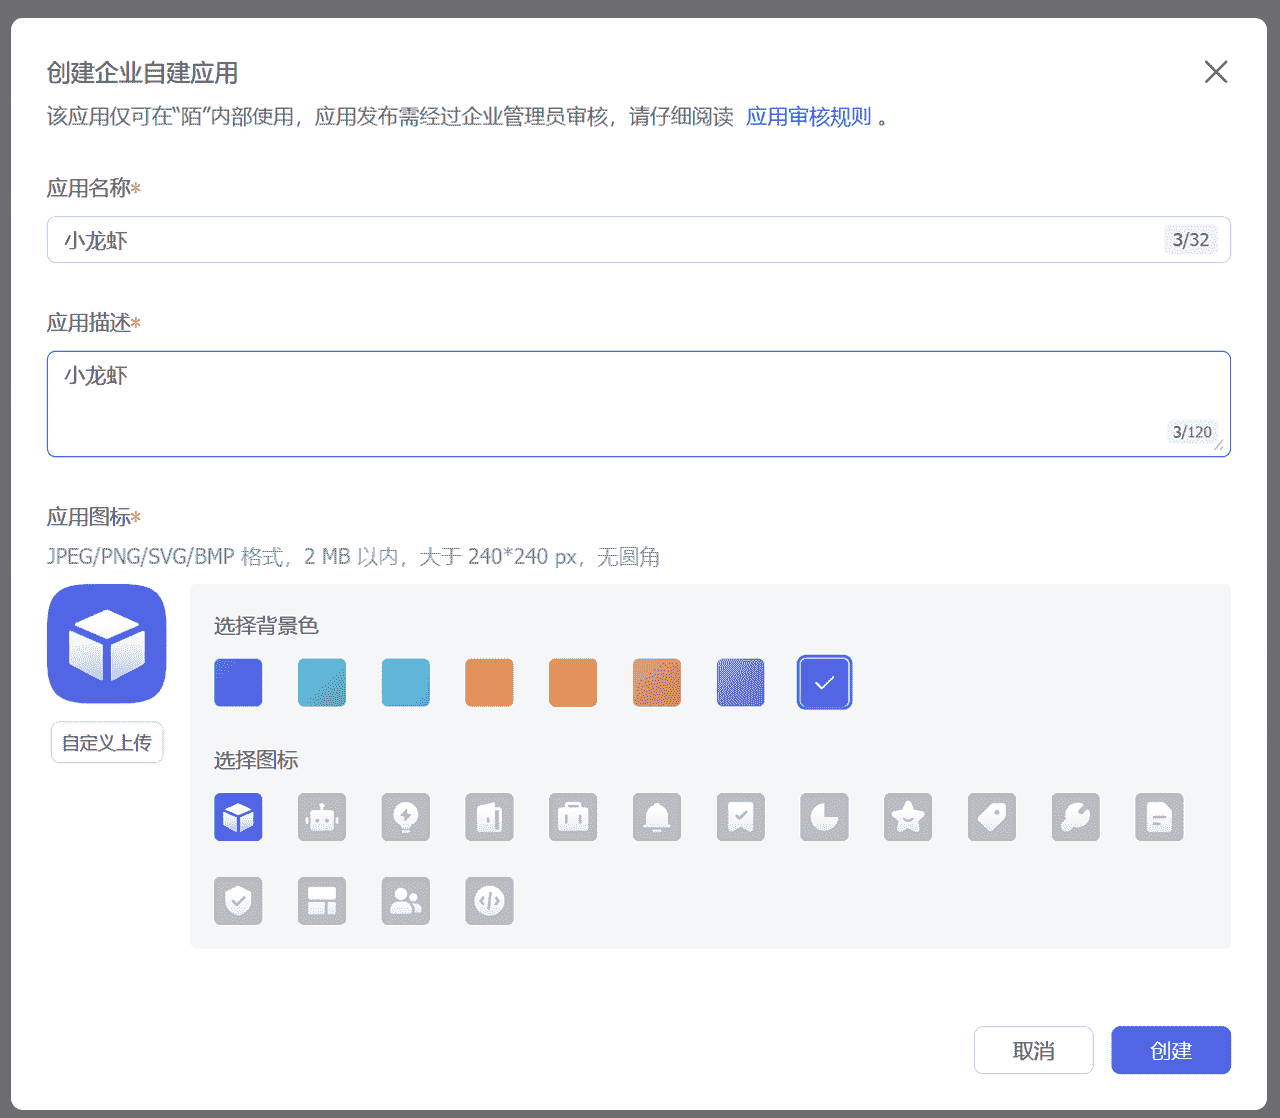 创建企业自建应用
该应用仅可在“陌”内部使用，应用发布需经过企业管理员审核，请仔细阅读 应用审核规则 。
应用名称*
小龙虾
3/32
应用描述*
小龙虾
3/120
应用图标*
JPEG/PNG/SVG/BMP 格式，2 MB 以内，大于 240*240 px，无圆角
选择背景色
自定义上传
选择图标
取消
创建